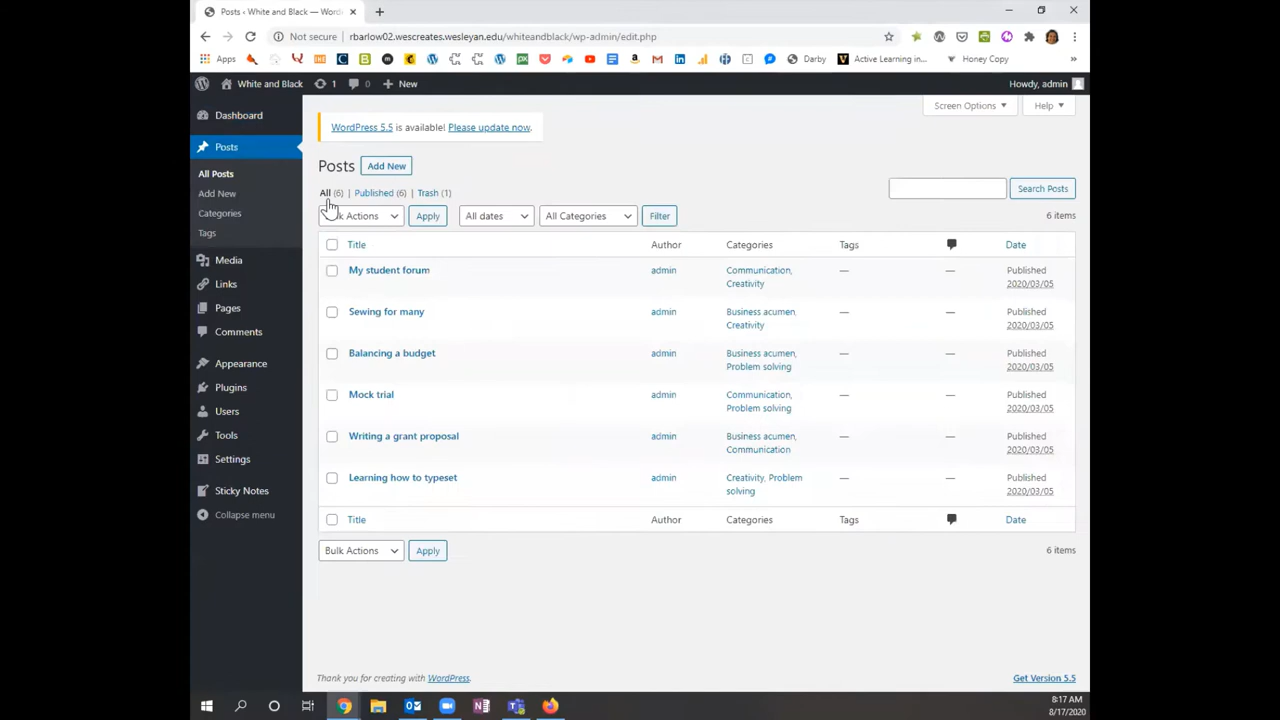 Posts ‹ White and Black — Word
Not secure rbarlow02.wescreates.wesleyan.edu/whiteandblack/wp-admin/edit.php
Apps Darby Active Learning in... Honey Copy
White and Black 1 0 New Howdy, admin
Screen Options Help
Dashboard
Posts
All Posts
Add New
Categories
Tags
Media
Links
Pages
Comments
Appearance
Plugins
Users
Tools
Settings
Sticky Notes
Collapse menu
WordPress 5.5 is available! Please update now.
Posts Add New
All (6) | Published (6) | Trash (1)
Search Posts
Actions Apply All dates All Categories Filter 6 items
Title Author Categories Tags Date
My student forum admin Communication, — — Published
Creativity 2020/03/05
Sewing for many admin Business acumen, — — Published
Creativity 2020/03/05
Balancing a budget admin Business acumen, — — Published
Problem solving 2020/03/05
Mock trial admin Communication, — — Published
Problem solving 2020/03/05
Writing a grant proposal admin Business acumen, — — Published
Communication 2020/03/05
Learning how to typeset admin Creativity, Problem — — Published
solving 2020/03/05
Title Author Categories Tags Date
Bulk Actions Apply 6 items
Thank you for creating with WordPress. Get Version 5.5
8:17 AM
8/17/2020